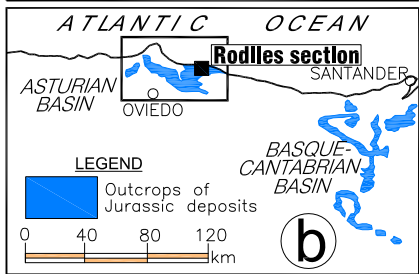 ATLANTIC OCEAN
Rodiles section
SANTANDER
ASTURIAN
BASIN
OVIEDO
BASQUE-
CANTABRIAN
BASIN
LEGEND
Outcrops of
Jurassic deposits
0 40 80 120
km
b